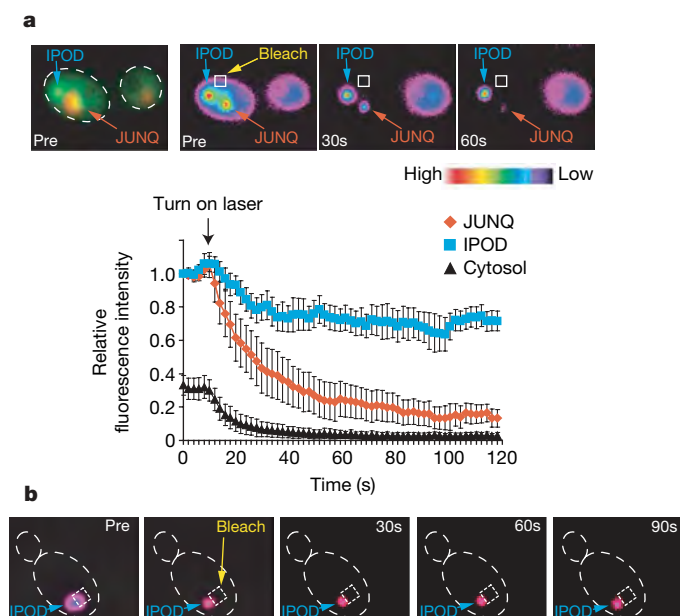 a
IPOD
JUNQ
Pre
IPOD
Bleach
JUNQ
Pre
IPOD
JUNQ
30s
IPOD
JUNQ
60s
High Low
Turn on laser
JUNQ
IPOD
Cytosol
Relative
fluorescence intensity
1.0
0.8
0.6
0.4
0.2
0
0 20 40 60 80 100 120
Time (s)
b
Pre
IPOD
Bleach
IPOD
30s
IPOD
60s
IPOD
90s
IPOD